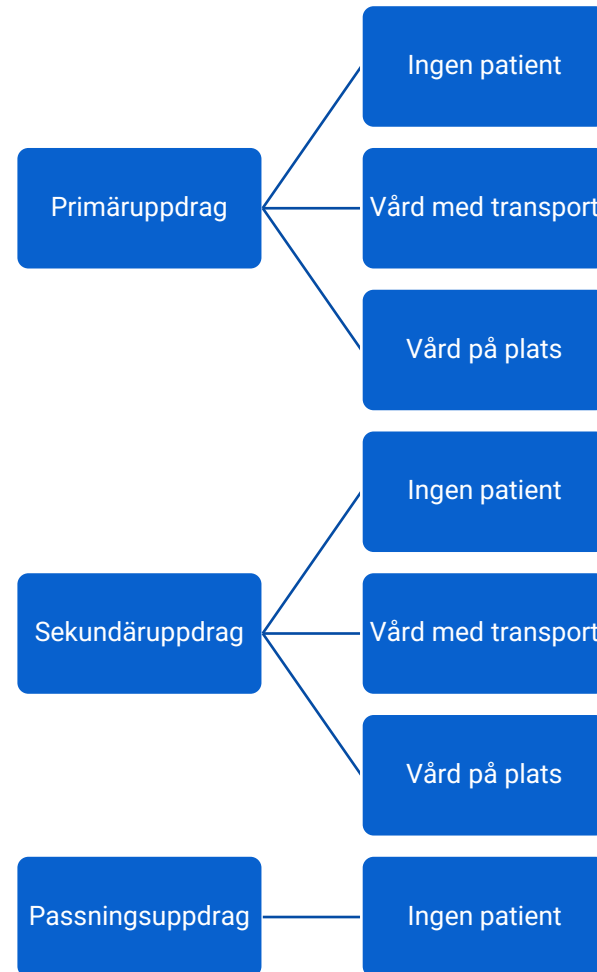 Ingen patient
Primäruppdrag
Vård med transport
Vård på plats
Ingen patient
Sekundäruppdrag
Vård med transport
Vård på plats
Passningsuppdrag
Ingen patient